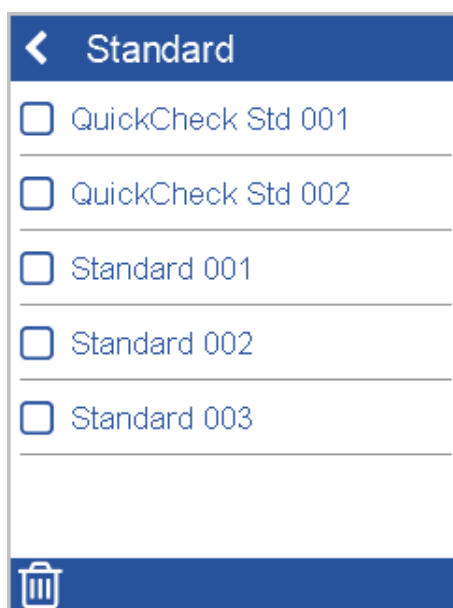 Standard
QuickCheck Std 001
QuickCheck Std 002
Standard 001
Standard 002
Standard 003